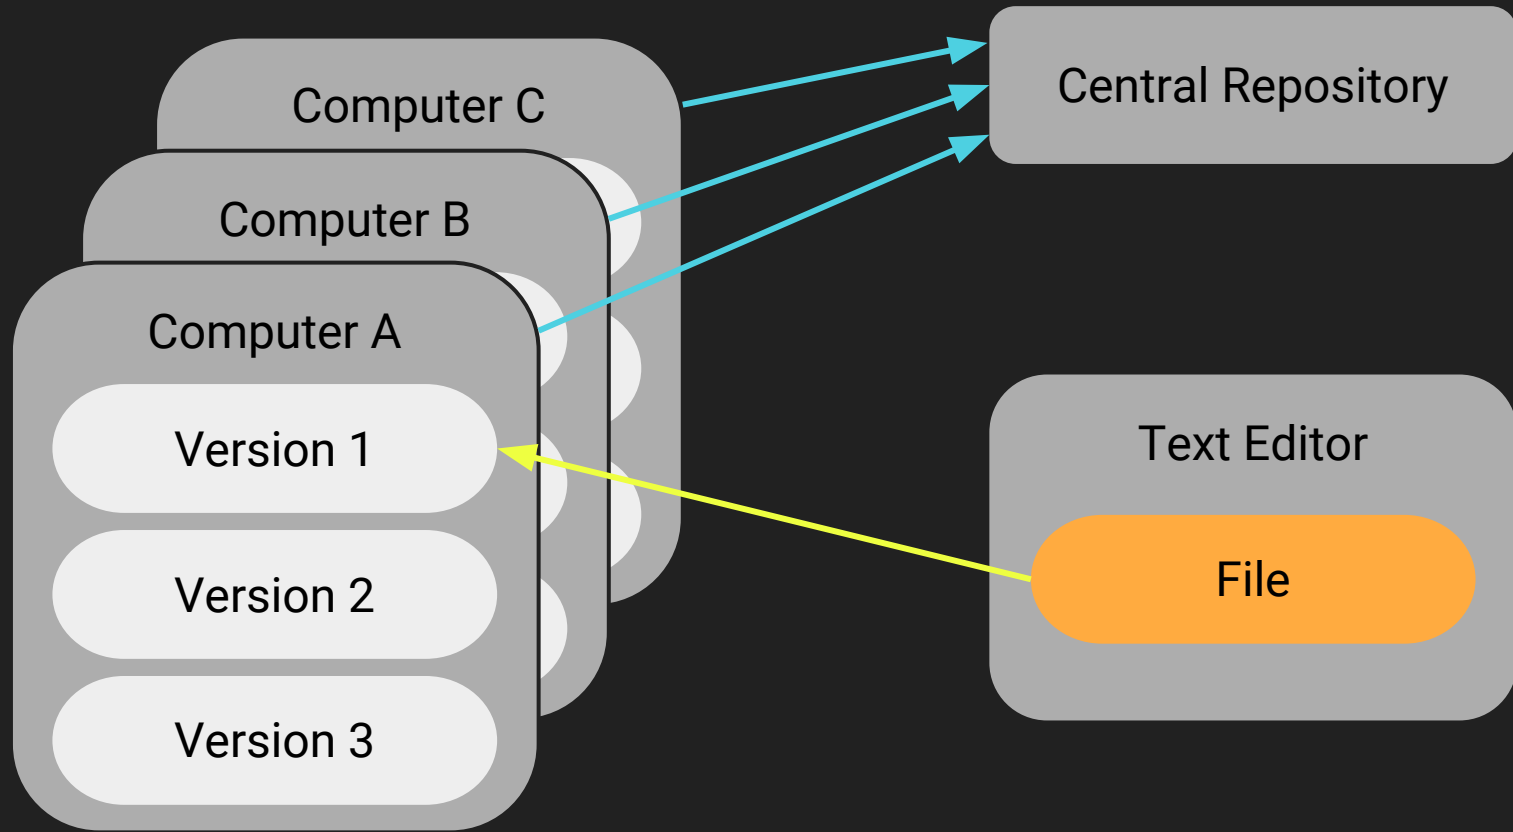 Computer C
Central Repository
Computer B
Computer A
Version 1
Version 2
Version 3
Text Editor
File